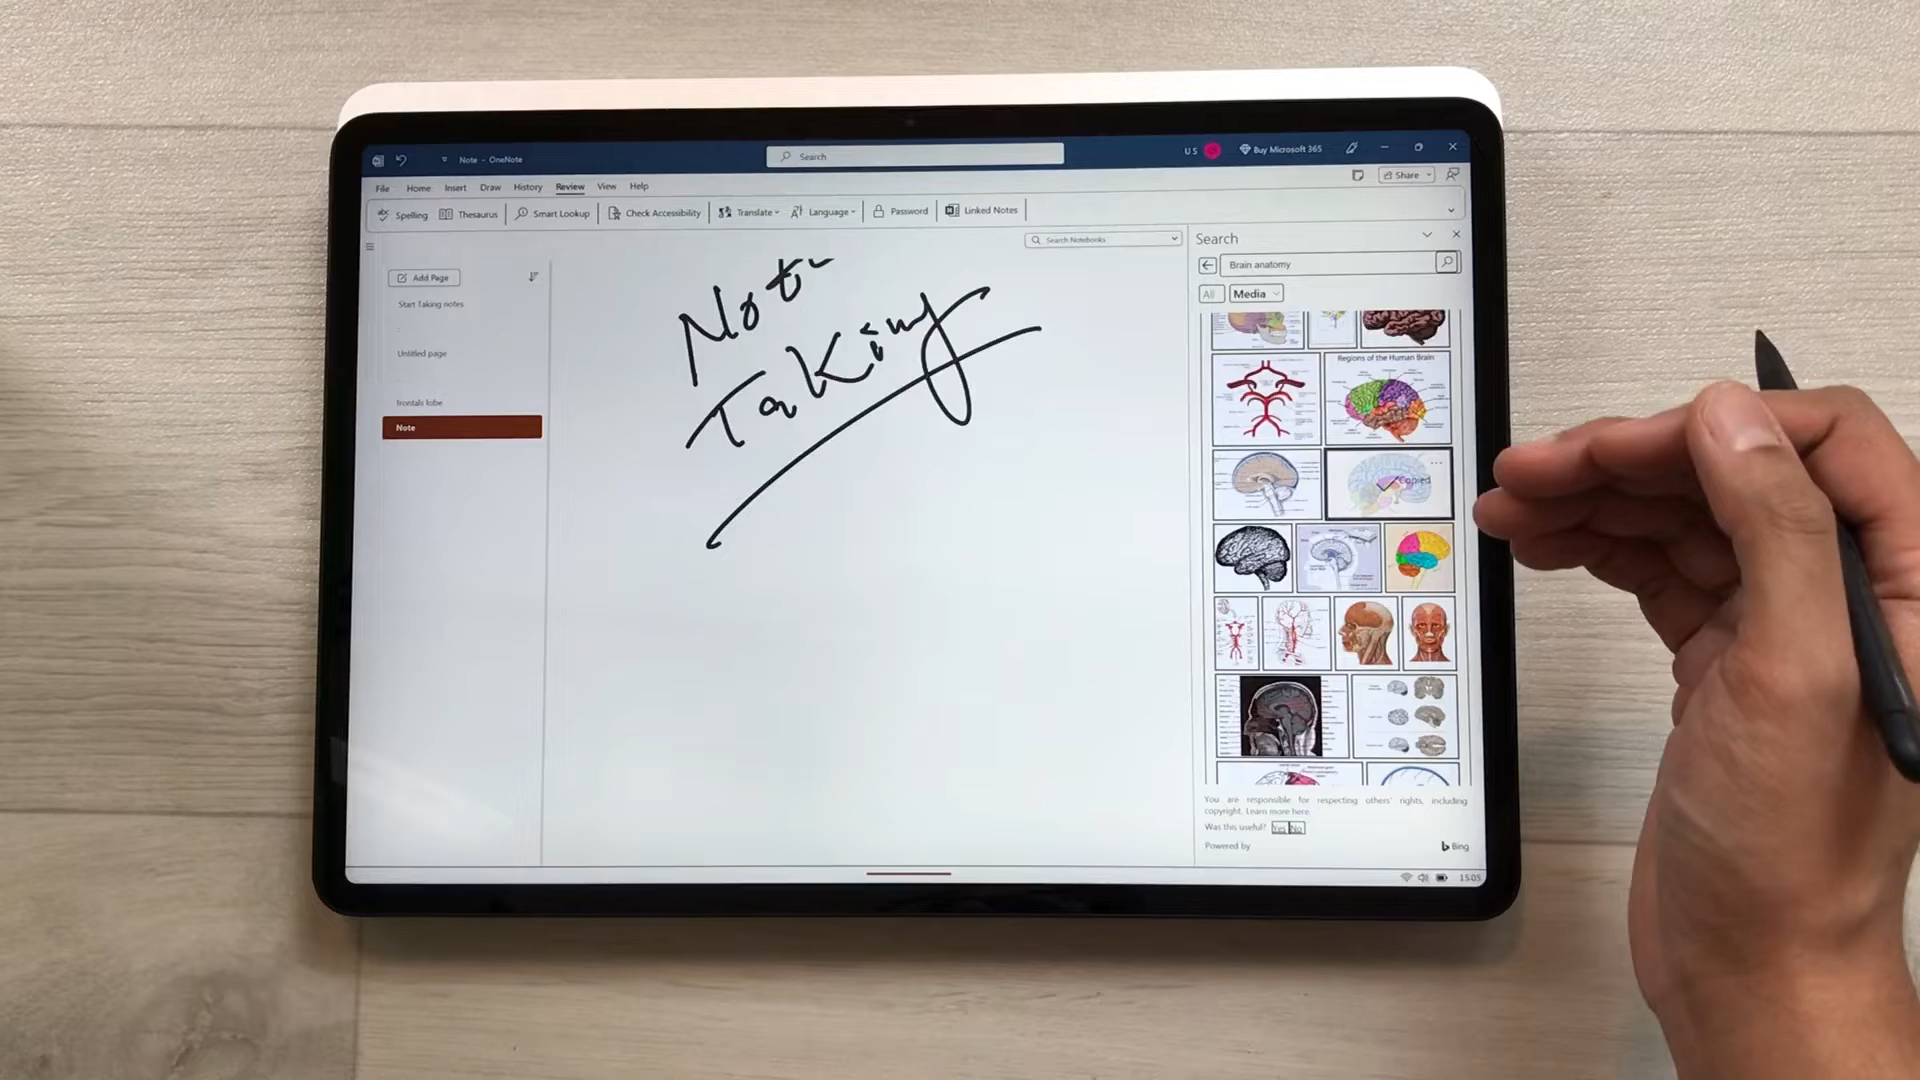 Note - OneNote
Search
U S
Buy Microsoft 365
File Home Insert Draw History Review View Help
Share
Spelling Thesaurus Smart Lookup Check Accessibility Translate Language Password Linked Notes
Search Notebooks
Add Page
Start Taking notes
Untitled page
frontals lobe
Note
Not
Taking
Search
Brain anatomy
All Media
Regions of the Human Brain
Copied
You are responsible for respecting others' rights, including
copyright. Learn more here
Was this useful? Yes No
Powered by
Bing
15:05